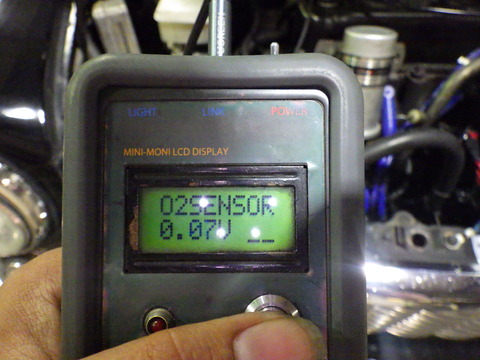 LIGHT LINK POWER
MINI-MONI LCD DISPLAY
O2SENSOR
0.07V